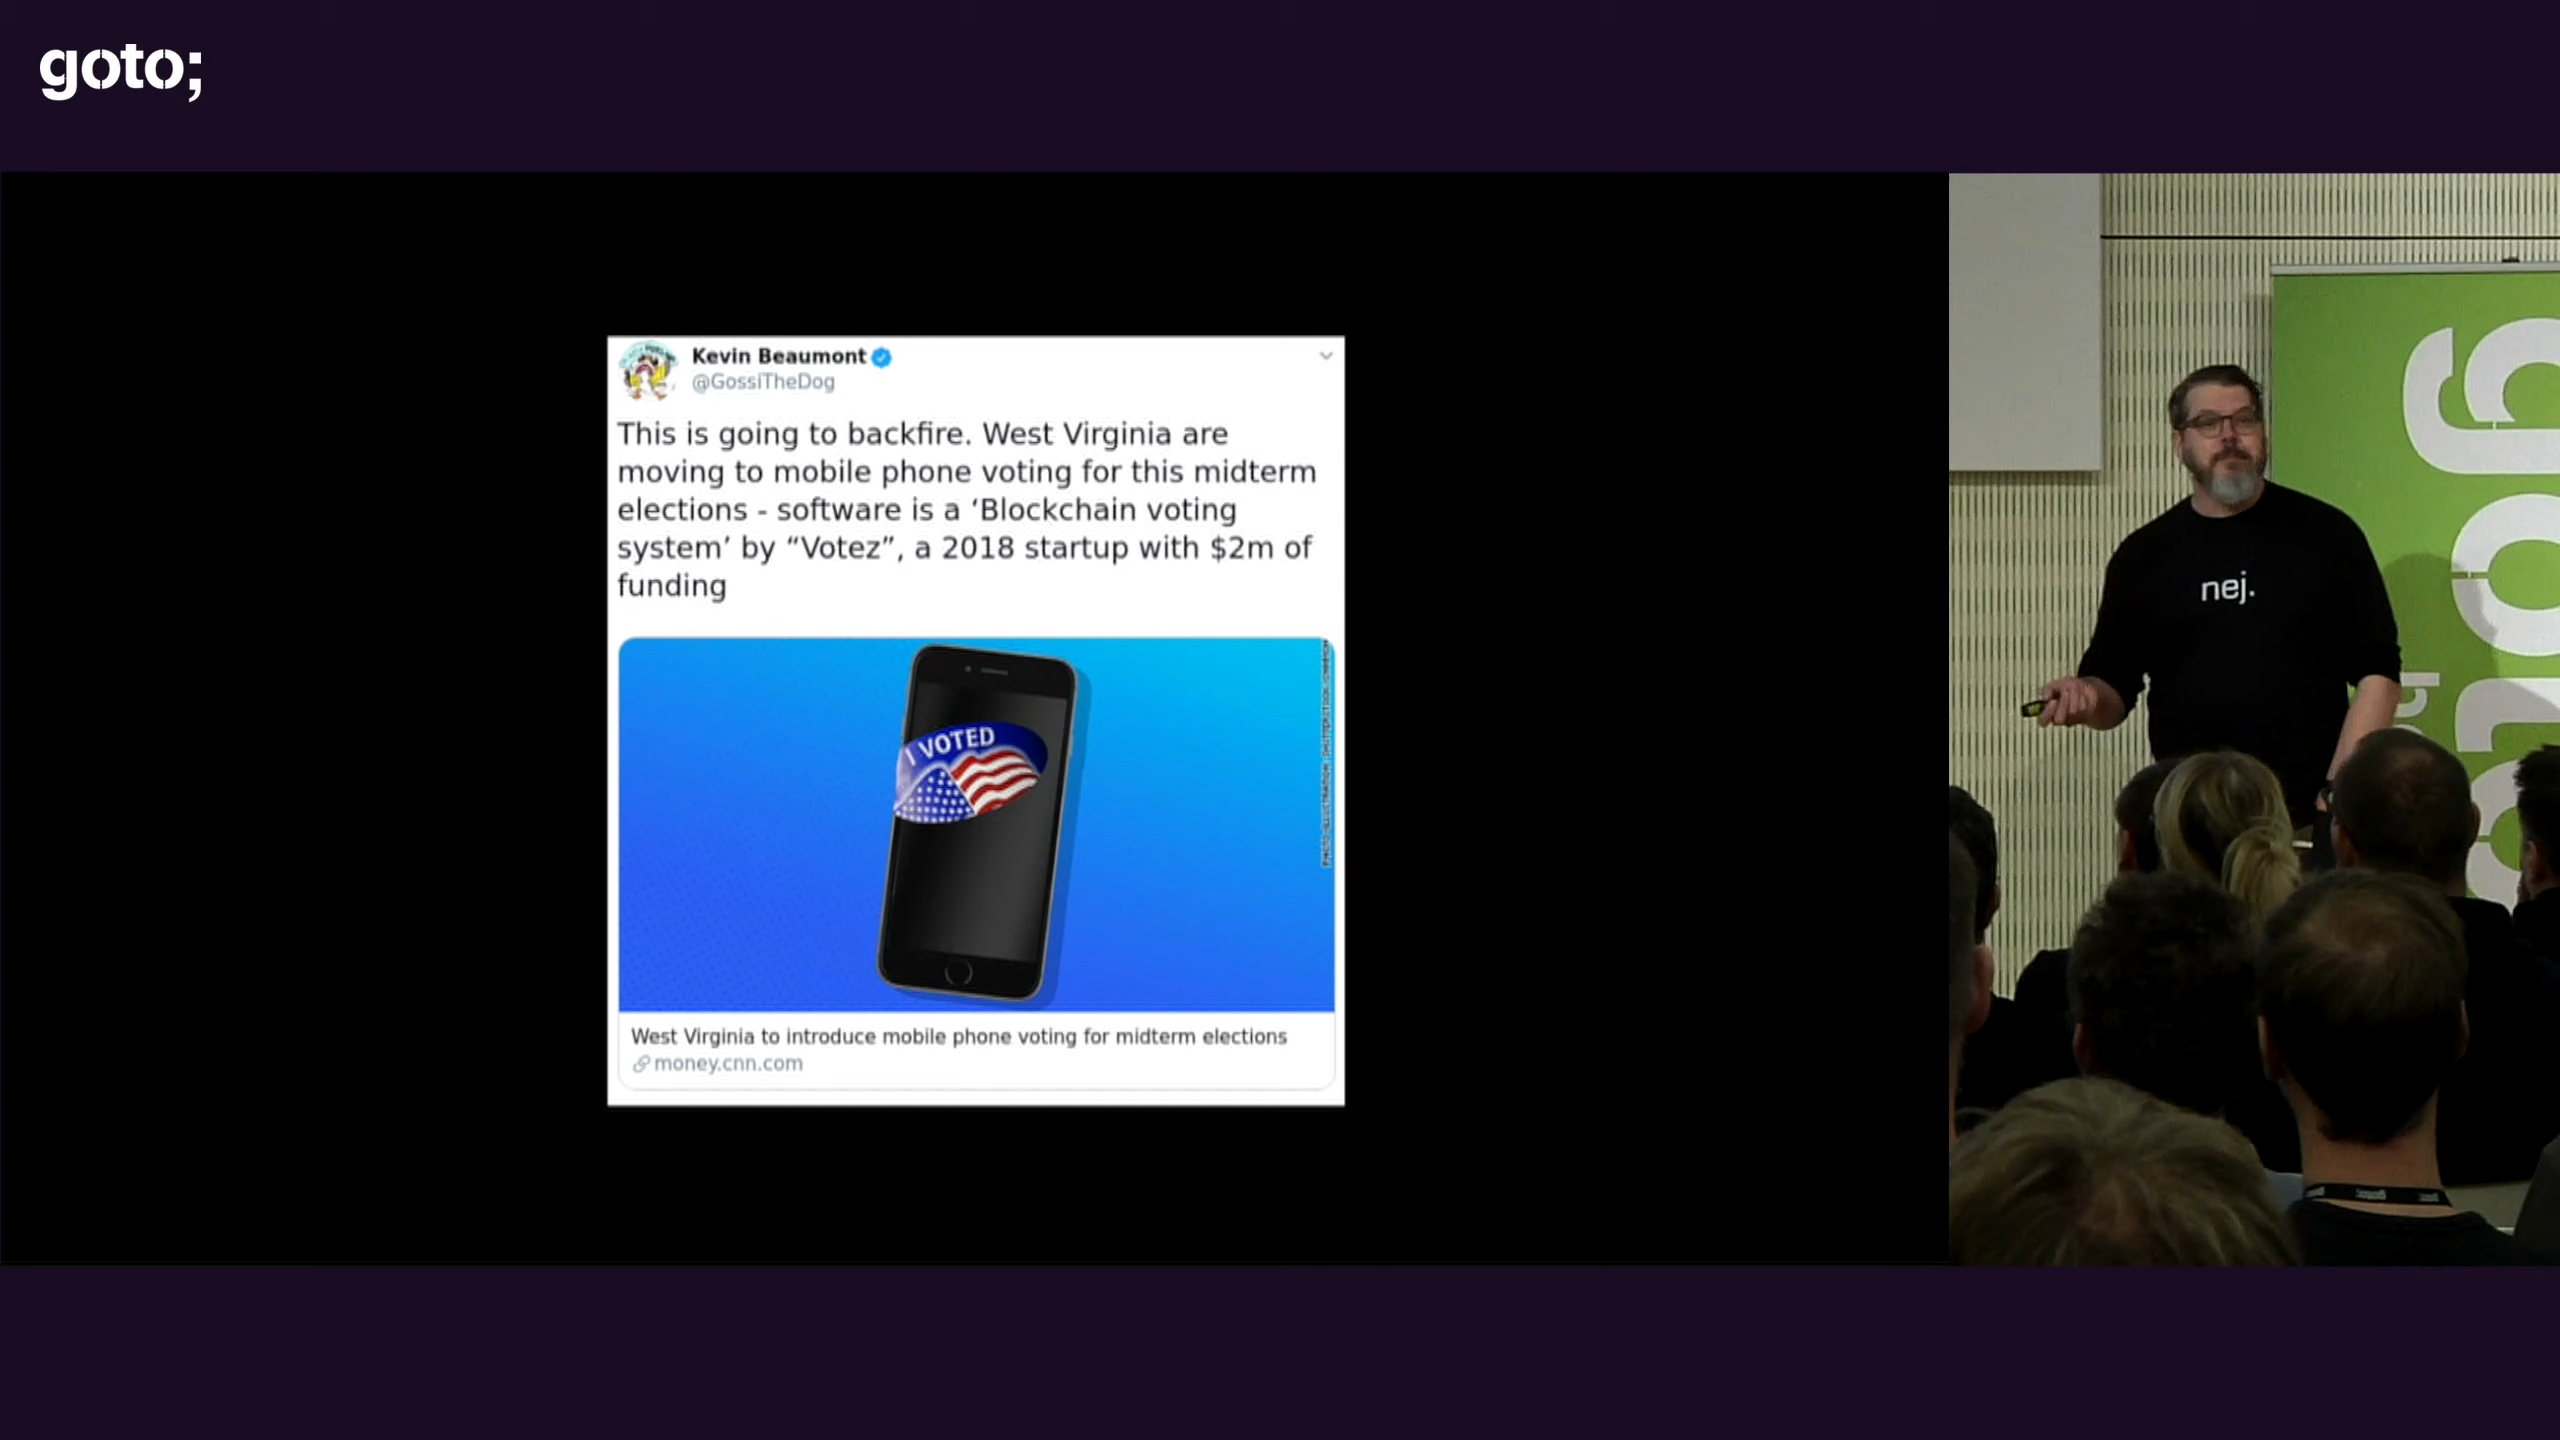 goto;
Kevin Beaumont
@GossiTheDog
This is going to backfire. West Virginia are
moving to mobile phone voting for this midterm
elections - software is a ‘Blockchain voting
system’ by “Votez”, a 2018 startup with $2m of
funding
I VOTED
West Virginia to introduce mobile phone voting for midterm elections
money.cnn.com
nej.